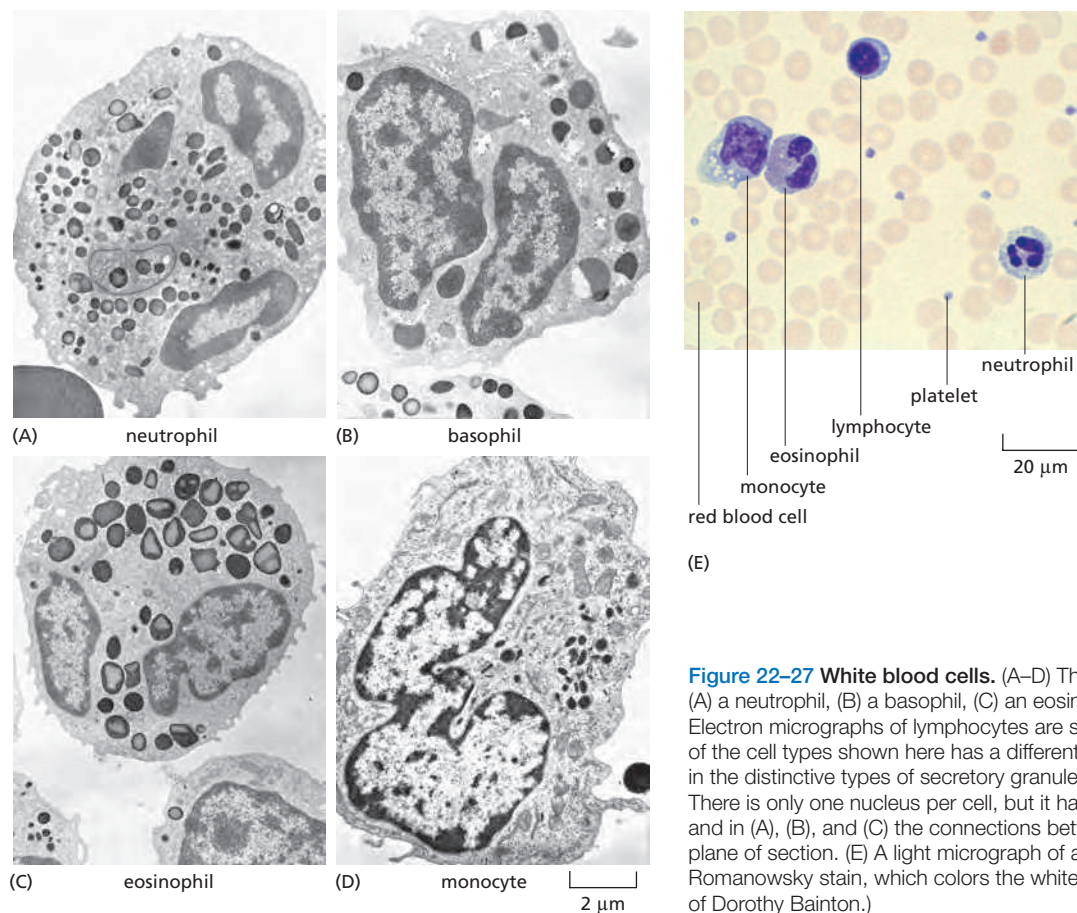 (A) neutrophil
(B) basophil
(C) eosinophil
(D) monocyte
2 μm
neutrophil
platelet
lymphocyte
eosinophil
monocyte
red blood cell
20 μm
(E)
Figure 22–27 White blood cells. (A–D) Th
(A) a neutrophil, (B) a basophil, (C) an eosin
Electron micrographs of lymphocytes are s
of the cell types shown here has a different
in the distinctive types of secretory granule
There is only one nucleus per cell, but it ha
and in (A), (B), and (C) the connections bet
plane of section. (E) A light micrograph of a
Romanowsky stain, which colors the white
of Dorothy Bainton.)